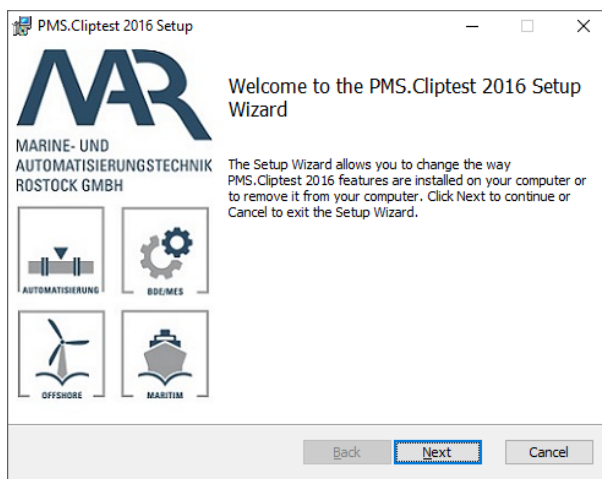 PMS.Cliptest 2016 Setup
MAR
MARINE- UND
AUTOMATISIERUNGSTECHNIK
ROSTOCK GMBH
AUTOMATISIERUNG
BDE/MES
OFFSHORE
MARITIM
Welcome to the PMS.Cliptest 2016 Setup
Wizard
The Setup Wizard allows you to change the way
PMS.Cliptest 2016 features are installed on your computer or
to remove it from your computer. Click Next to continue or
Cancel to exit the Setup Wizard.
Back
Next
Cancel